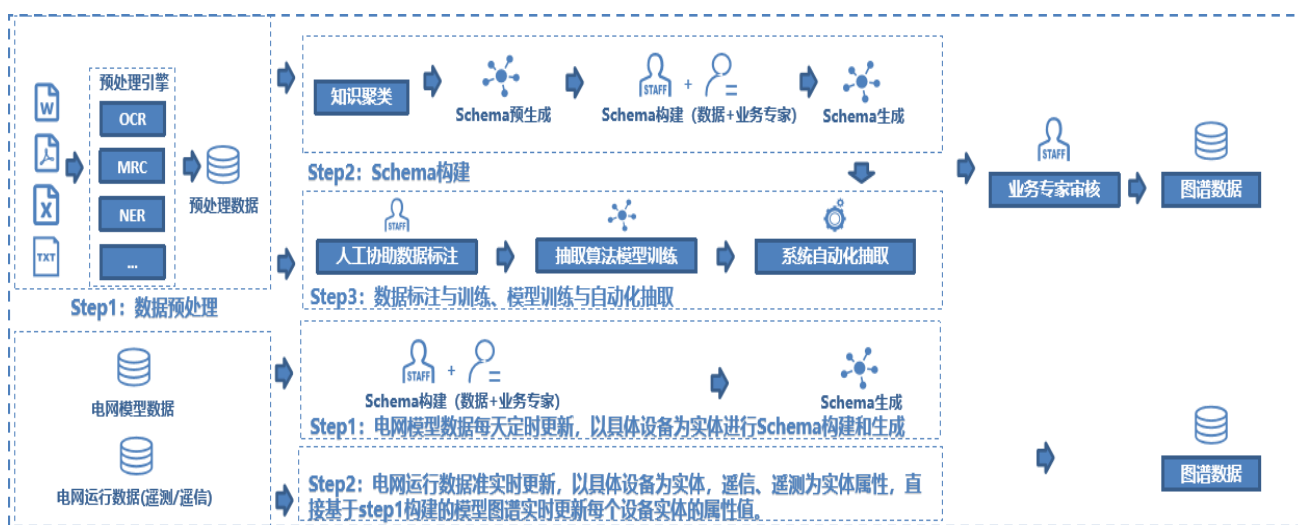 W
X
TXT
预处理引擎
OCR
MRC
NER
...
预处理数据
Step1：数据预处理
知识聚类
Schema预生成
STAFF
+
Schema构建（数据+业务专家）
Schema生成
Step2：Schema构建
STAFF
人工协助数据标注
抽取算法模型训练
系统自动化抽取
Step3：数据标注与训练、模型训练与自动化抽取
STAFF
业务专家审核
图谱数据
电网模型数据
电网运行数据(遥测/遥信)
STAFF
+
Schema构建（数据+业务专家）
Schema生成
Step1：电网模型数据每天定时更新，以具体设备为实体进行Schema构建和生成
Step2：电网运行数据准实时更新，以具体设备为实体，遥信、遥测为实体属性，直
接基于step1构建的模型图谱实时更新每个设备实体的属性值。
图谱数据